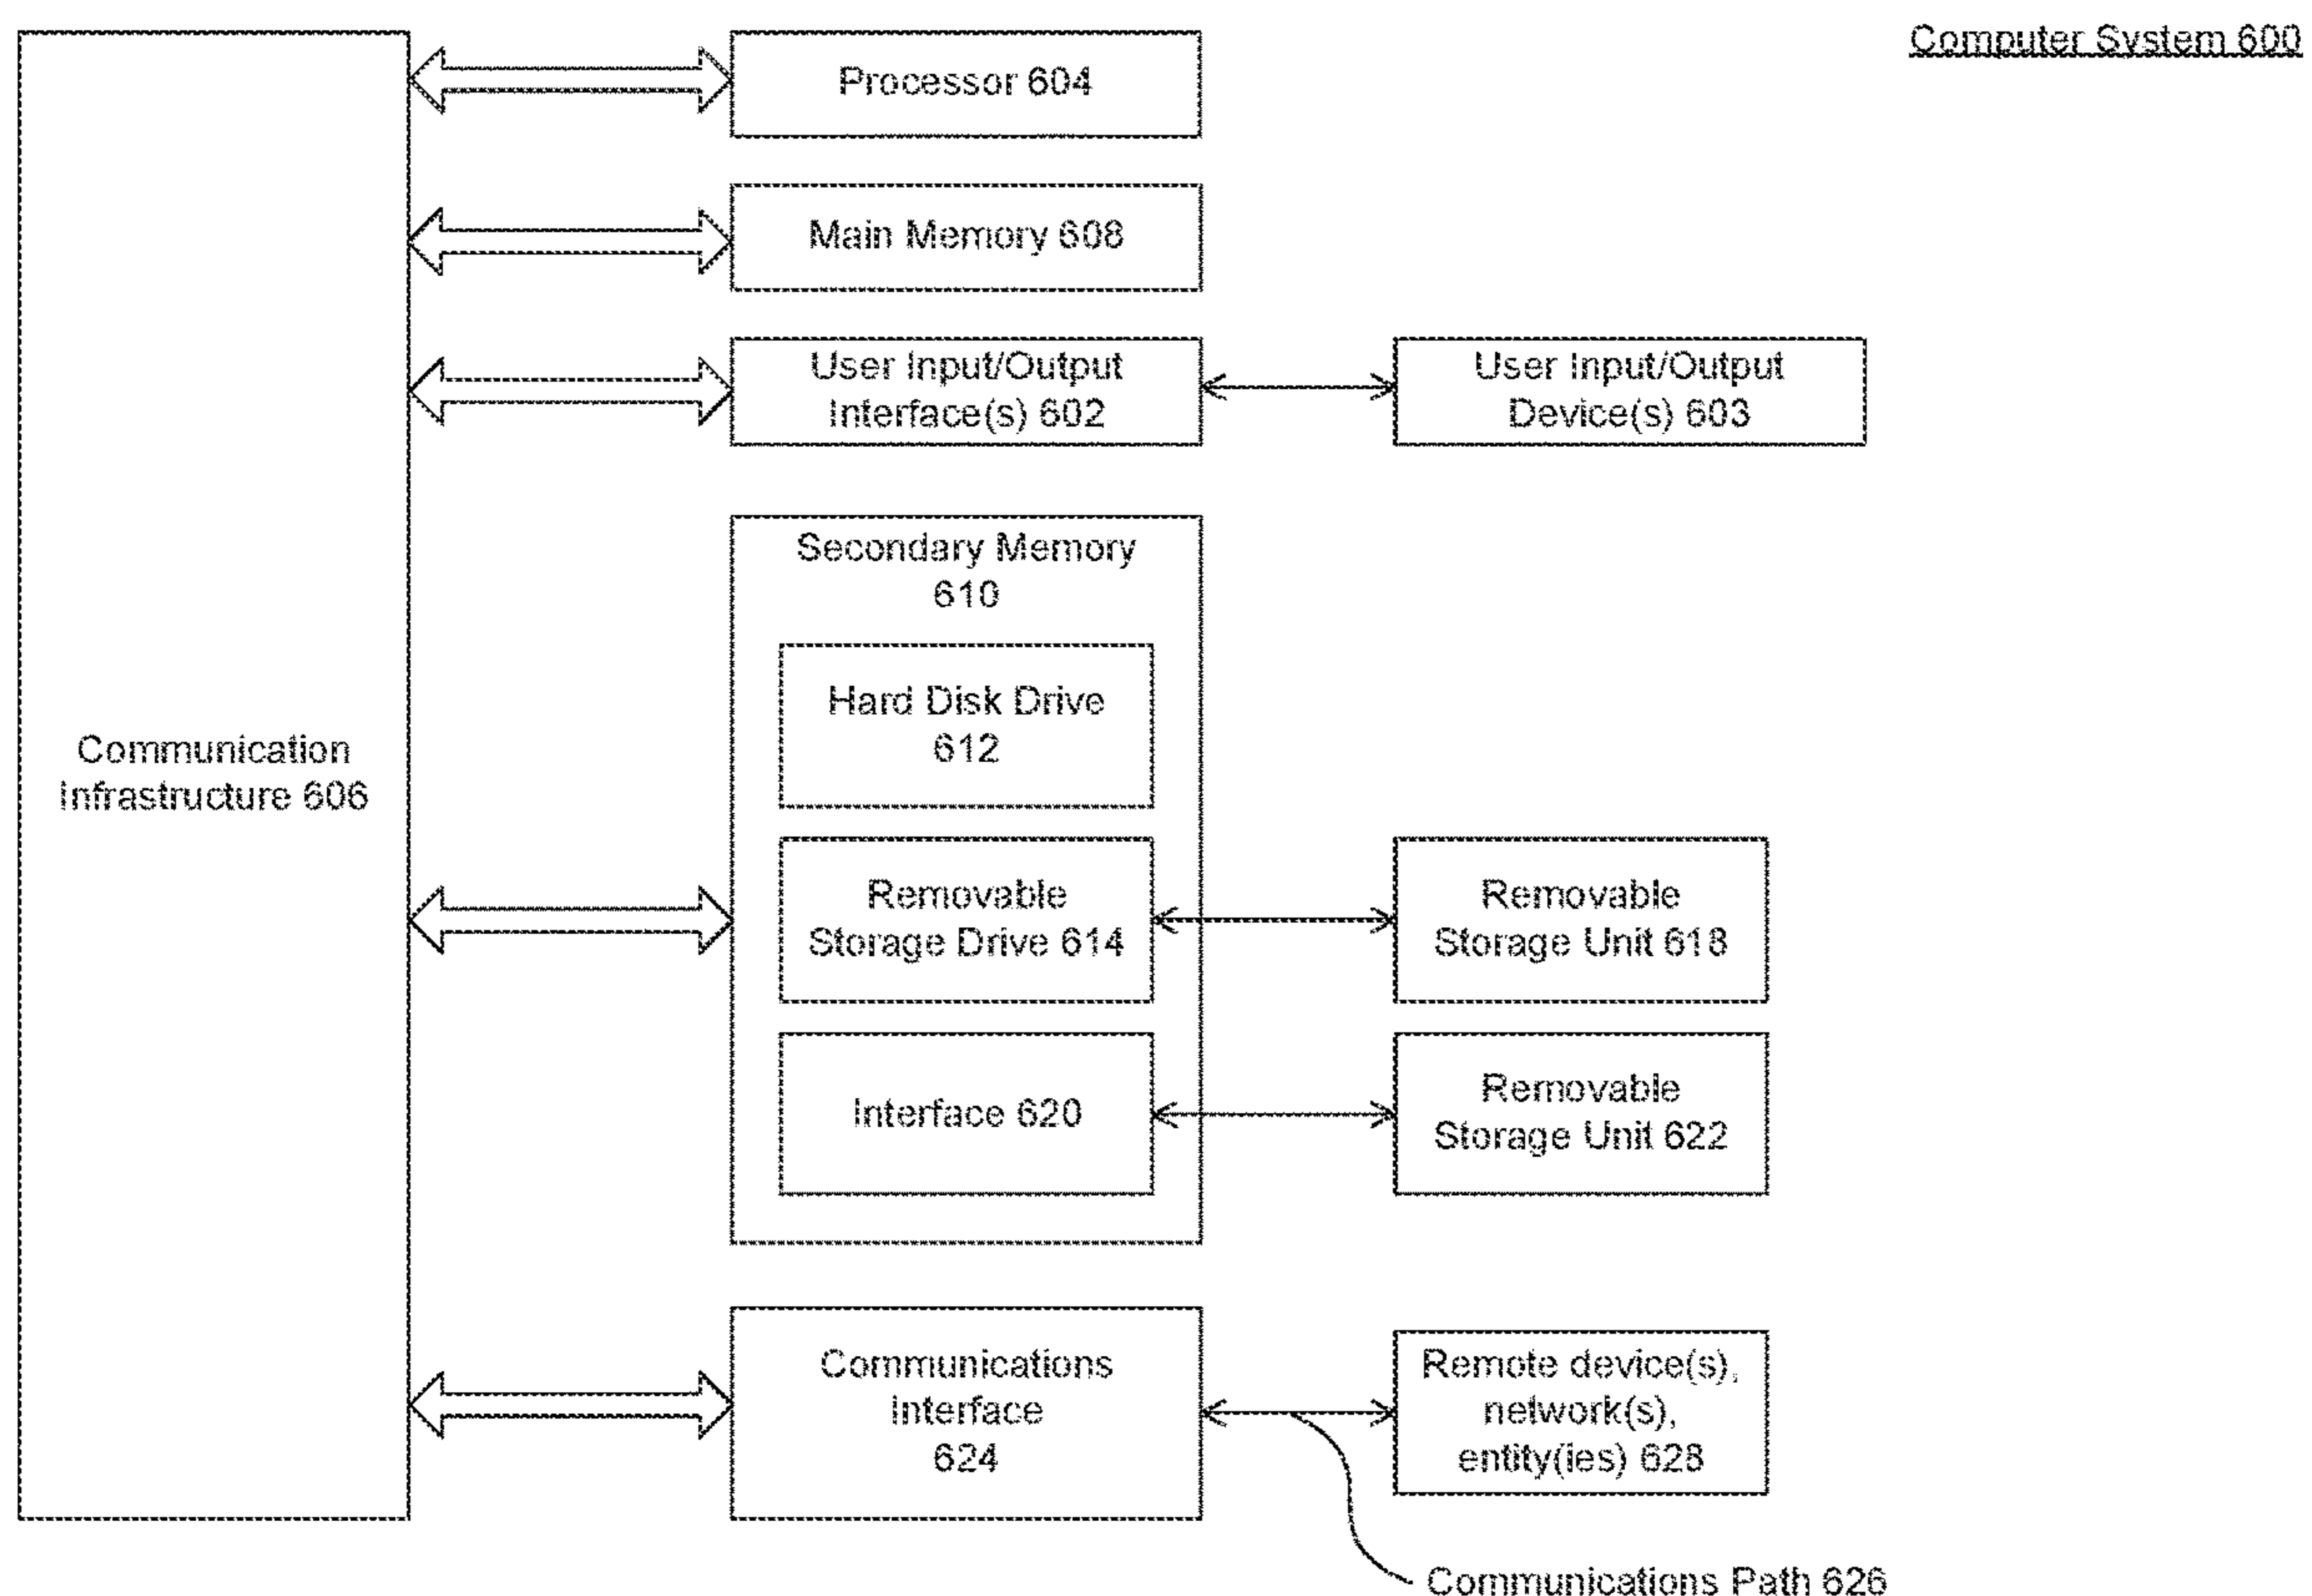 Computer System 600
Processor 604
Main Memory 608
User Input/Output
Interface(s) 602
User Input/Output
Device(s) 603
Secondary Memory
610
Hard Disk Drive
612
Communication
Infrastructure 606
Removable
Storage Drive 614
Removable
Storage Unit 618
Interface 620
Removable
Storage Unit 622
Communications
Interface
624
Remote device(s),
network(s),
entity(ies) 628
Communications Path 626